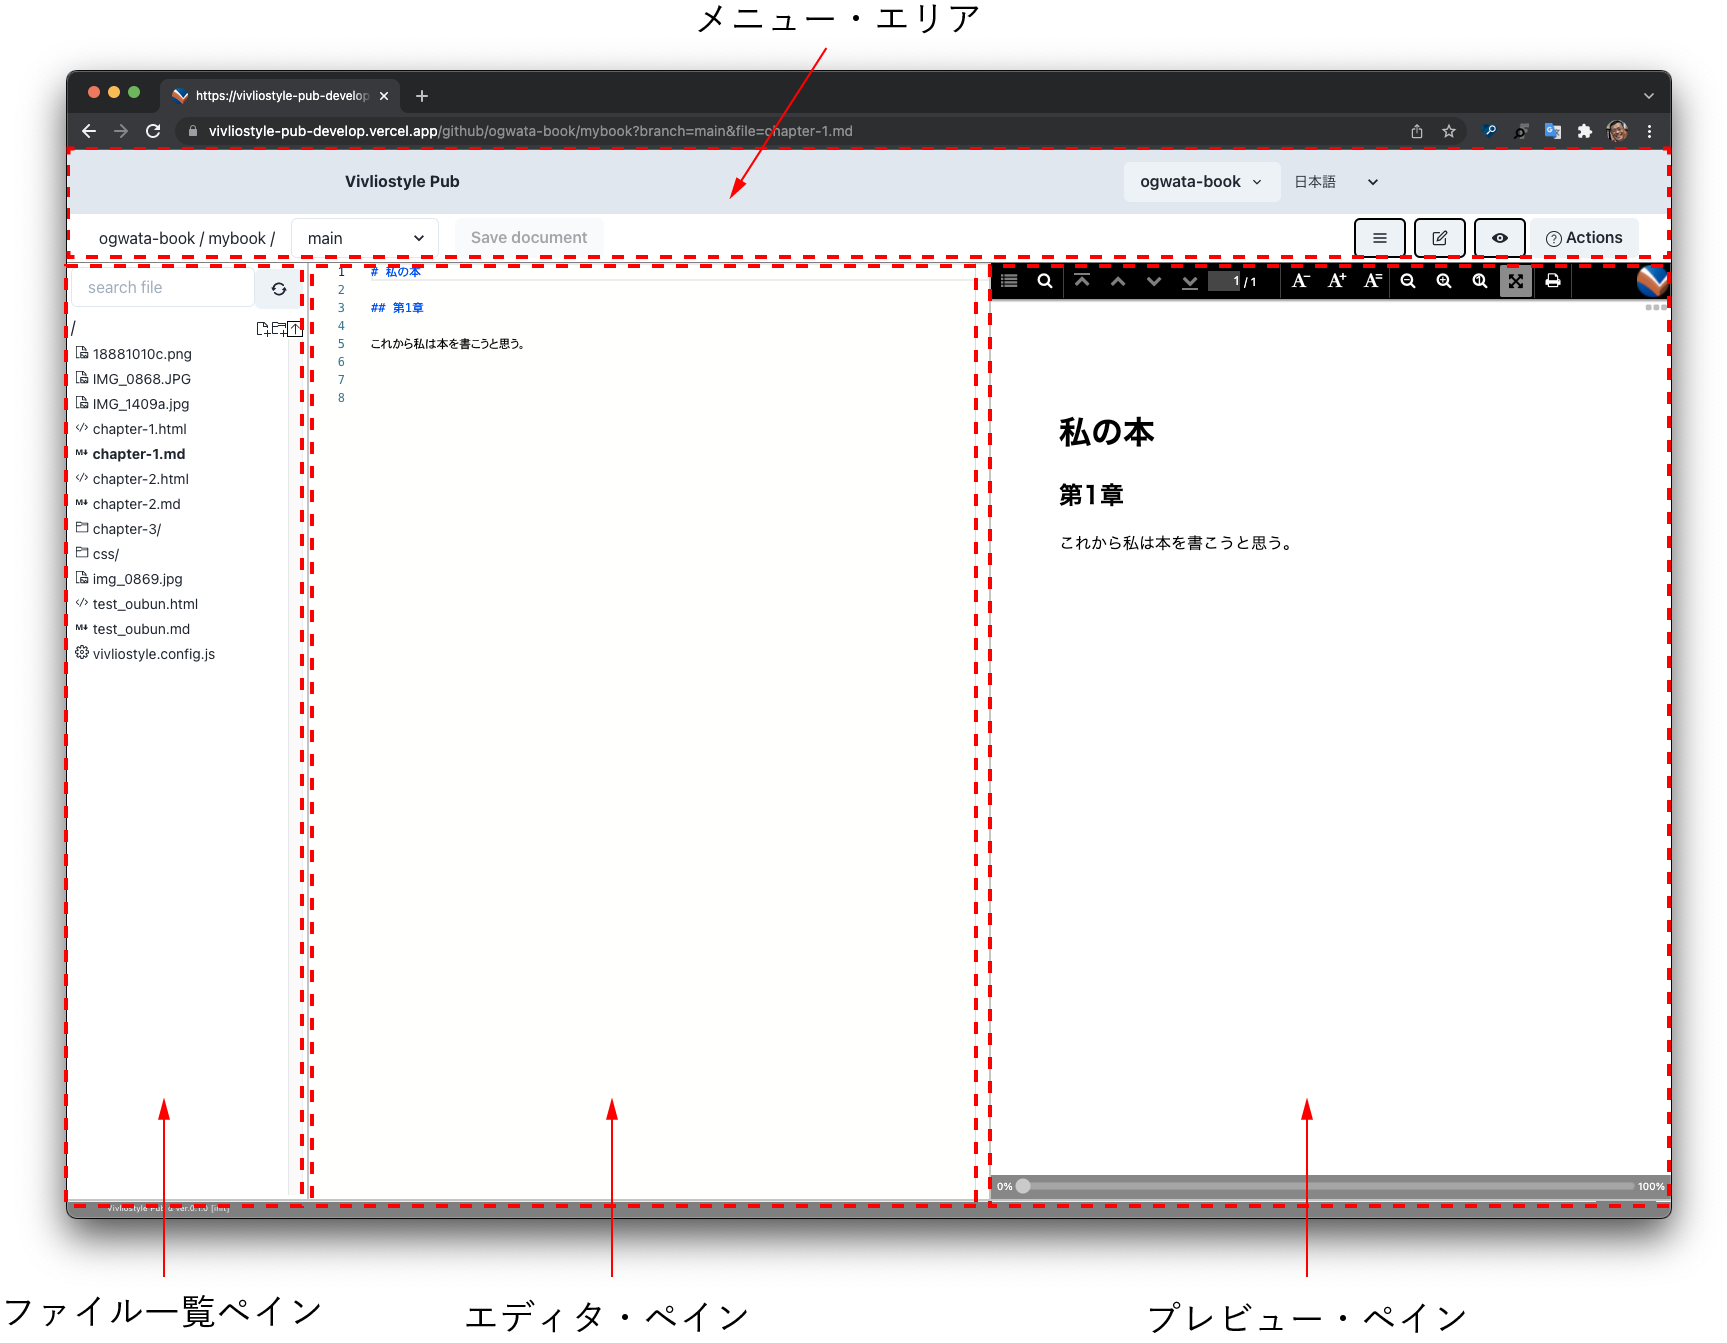 メニュー・エリア
https://vivliostyle-pub-develop
vivliostyle-pub-develop.vercel.app/github/ogwata-book/mybook?branch=main&file=chapter-1.md
Vivliostyle Pub
ogwata-book
日本語
ogwata-book / mybook /
main
Save document
Actions
search file
/
18881010c.png
IMG_0868.JPG
IMG_1409a.jpg
chapter-1.html
chapter-1.md
chapter-2.html
chapter-2.md
chapter-3/
css/
img_0869.jpg
test_oubun.html
test_oubun.md
vivliostyle.config.js
1 # 私の本
2
3 ## 第1章
4
5 これから私は本を書こうと思う。
6
7
8
1 / 1
私の本
第1章
これから私は本を書こうと思う。
0%
100%
ファイル一覧ペイン
エディタ・ペイン
プレビュー・ペイン